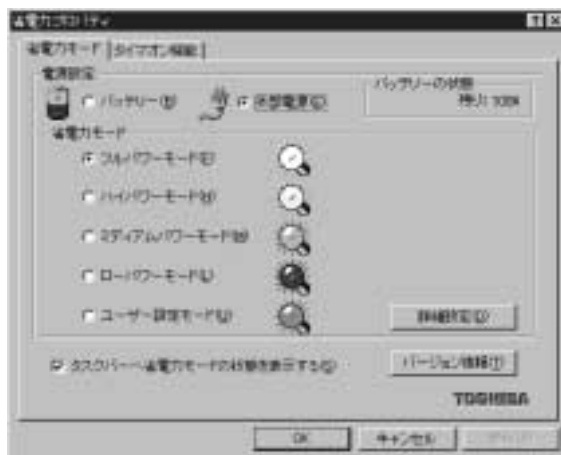 省電力プロパティ
省電力モード タイマオン機能
電源設定
バッテリー(B) 外部電源(E)
バッテリーの状態
残り 100%
省電力モード
フルパワーモード(F)
ハイパワーモード(H)
ミディアムパワーモード(M)
ローパワーモード(L)
ユーザー設定モード(U)
詳細設定(D)
タスクバーへ省電力モードの状態を表示する(S)
バージョン情報(T)
TOSHIBA
OK キャンセル